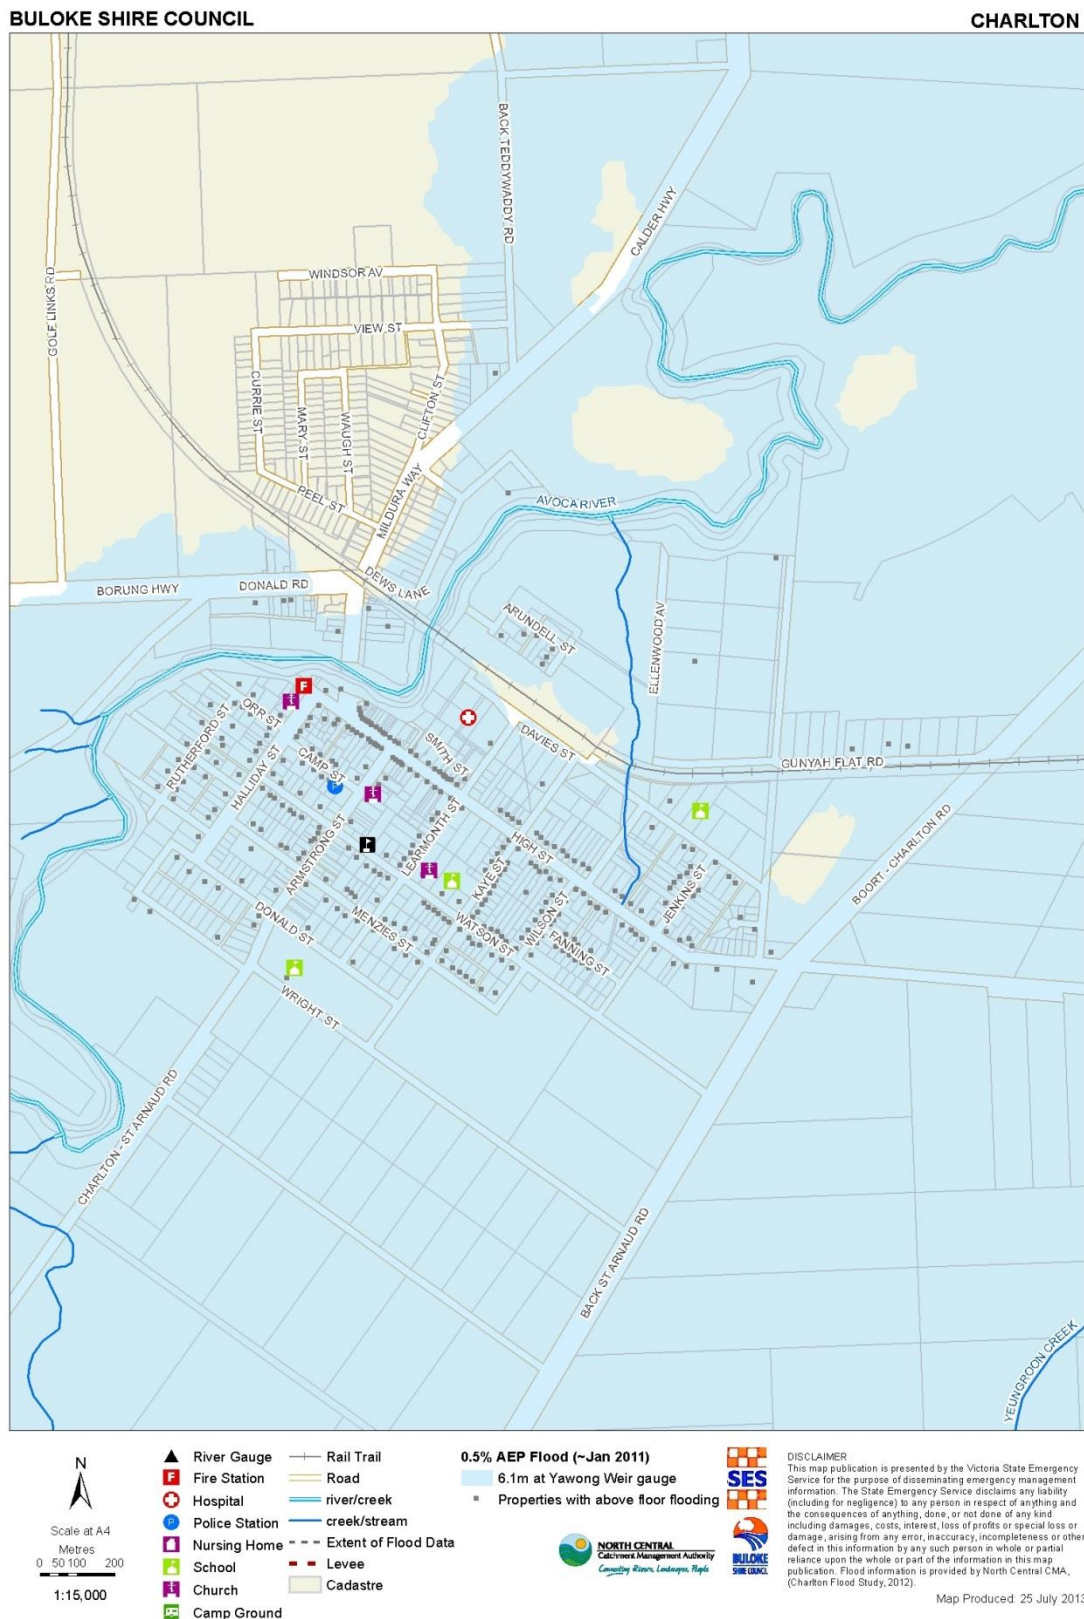 BULOKE SHIRE COUNCIL
CHARLTON
BACK TEDDYWADDY RD
CALDER HWY
GOLF LINKS RD
WINDSOR AV
VIEW ST
CURRIE ST
MARY ST
WAUGH ST
CLIFTON ST
PEEL ST
MILDURA WAY
AVOCA RIVER
BORUNG HWY
DONALD RD
DEWS LANE
ARUNDELL ST
ELLENWOOD AV
F
ORR ST
RUTHERFORD ST
SMITH ST
DAVIES ST
HALLIDAY ST
CAMP ST
P
GUNYAH FLAT RD
ARMSTRONG ST
LEARMONTH ST
HIGH ST
KAYE ST
JENKINS ST
BOORT - CHARLTON RD
DONALD ST
MENZIES ST
WATSON ST
WILSON ST
FANNING ST
WRIGHT ST
CHARLTON - ST ARNAUD RD
BACK ST ARNAUD RD
YEUNGROON CREEK
N
Scale at A4
Metres
0 50 100 200
1:15,000
River Gauge
F Fire Station
Hospital
P Police Station
Nursing Home
School
Church
Camp Ground
Rail Trail
Road
river/creek
creek/stream
Extent of Flood Data
Levee
Cadastre
0.5% AEP Flood (~Jan 2011)
6.1m at Yawong Weir gauge
Properties with above floor flooding
NORTH CENTRAL
Catchment Management Authority
Connecting Rivers, Landscapes, People
SES
BULOKE
SHIRE COUNCIL
DISCLAIMER
This map publication is presented by the Victoria State Emergency
Service for the purpose of disseminating emergency management
information. The State Emergency Service disclaims any liability
(including for negligence) to any person in respect of anything and
the consequences of anything, done, or not done of any kind
including damages, costs, interest, loss of profits or special loss or
damage, arising from any error, inaccuracy, incompleteness or other
defect in this information by any such person in whole or partial
reliance upon the whole or part of the information in this map
publication. Flood information is provided by North Central CMA,
(Charlton Flood Study, 2012).
Map Produced: 25 July 2013